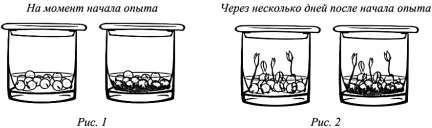 На момент начала опыта
Через несколько дней после начала опыта
Рис. 1
Рис. 2